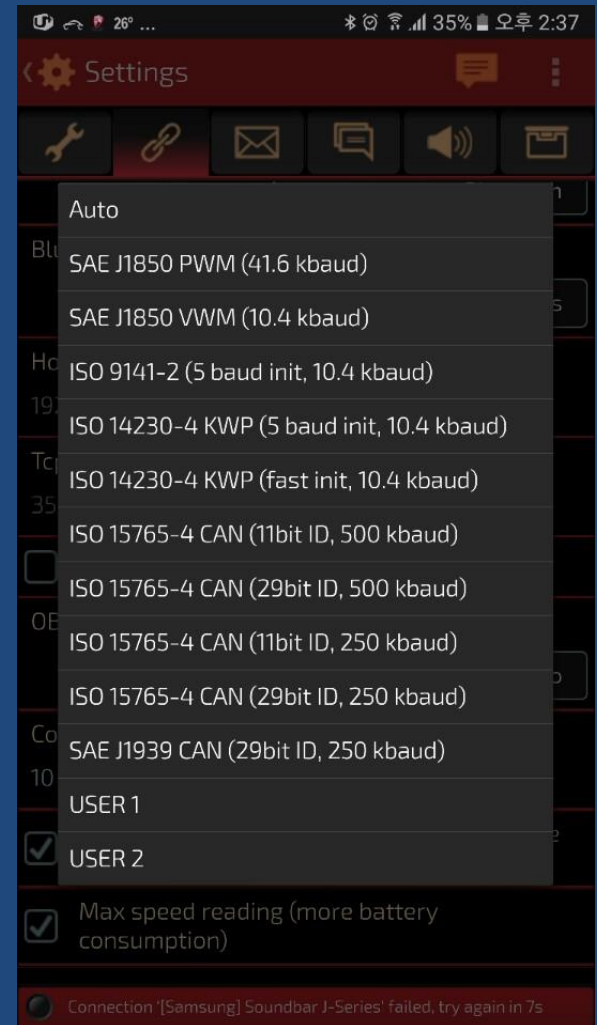 26° ...
35% 오후 2:37
Settings
Auto
SAE J1850 PWM (41.6 kbaud)
SAE J1850 VWM (10.4 kbaud)
ISO 9141-2 (5 baud init, 10.4 kbaud)
ISO 14230-4 KWP (5 baud init, 10.4 kbaud)
ISO 14230-4 KWP (fast init, 10.4 kbaud)
ISO 15765-4 CAN (11bit ID, 500 kbaud)
ISO 15765-4 CAN (29bit ID, 500 kbaud)
ISO 15765-4 CAN (11bit ID, 250 kbaud)
ISO 15765-4 CAN (29bit ID, 250 kbaud)
SAE J1939 CAN (29bit ID, 250 kbaud)
USER 1
USER 2
Max speed reading (more battery
consumption)
Connection '[Samsung] Soundbar J-Series' failed, try again in 7s